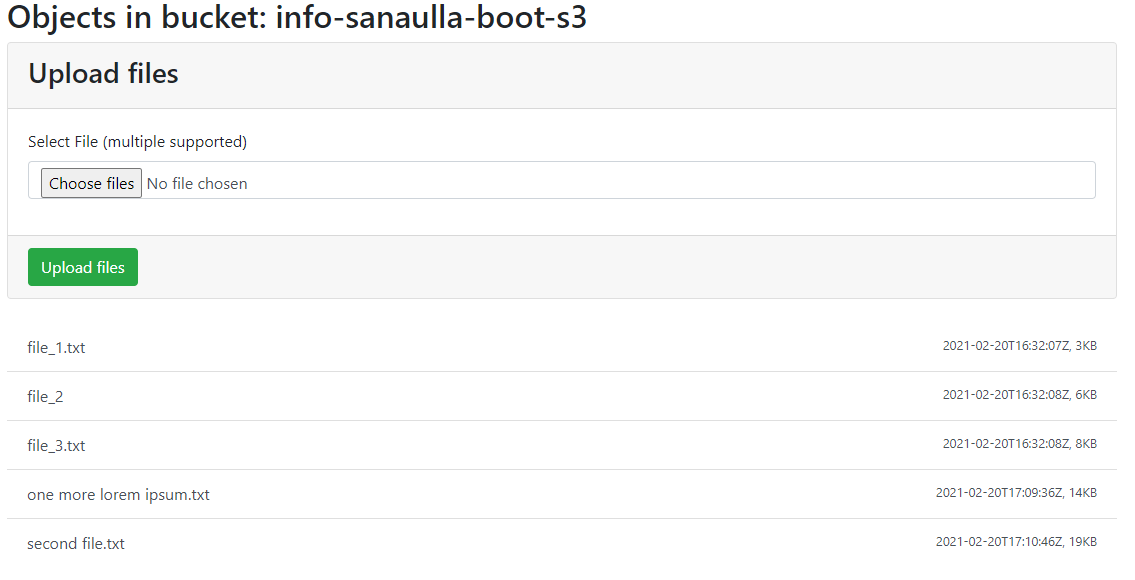 Objects in bucket: info-sanaulla-boot-s3
Upload files
Select File (multiple supported)
Choose files No file chosen
Upload files
file_1.txt 2021-02-20T16:32:07Z, 3KB
file_2 2021-02-20T16:32:08Z, 6KB
file_3.txt 2021-02-20T16:32:08Z, 8KB
one more lorem ipsum.txt 2021-02-20T17:09:36Z, 14KB
second file.txt 2021-02-20T17:10:46Z, 19KB